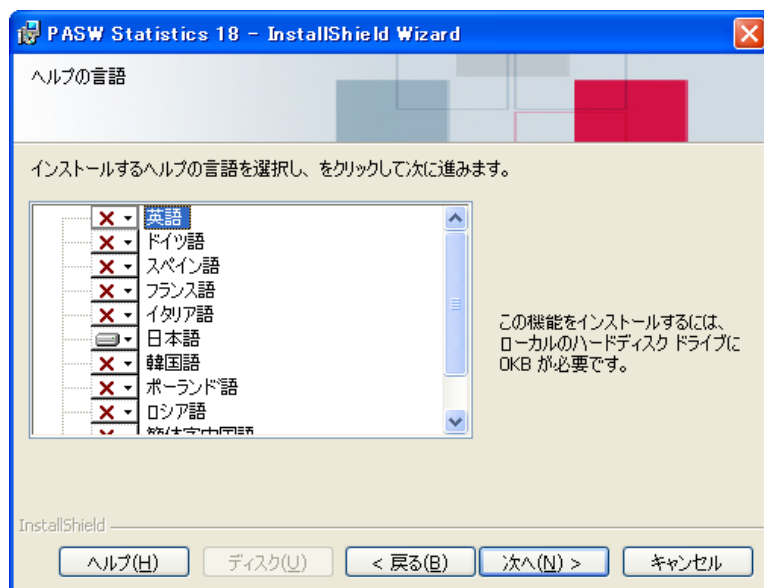 PASW Statistics 18 - InstallShield Wizard
ヘルプの言語
インストールするヘルプの言語を選択し、をクリックして次に進みます。
英語
ドイツ語
スペイン語
フランス語
イタリア語
日本語
韓国語
ポーランド語
ロシア語
簡体字中国語
この機能をインストールするには、
ローカルのハードディスク ドライブに
0KB が必要です。
InstallShield
ヘルプ(H)
ディスク(U)
< 戻る(B)
次へ(N) >
キャンセル